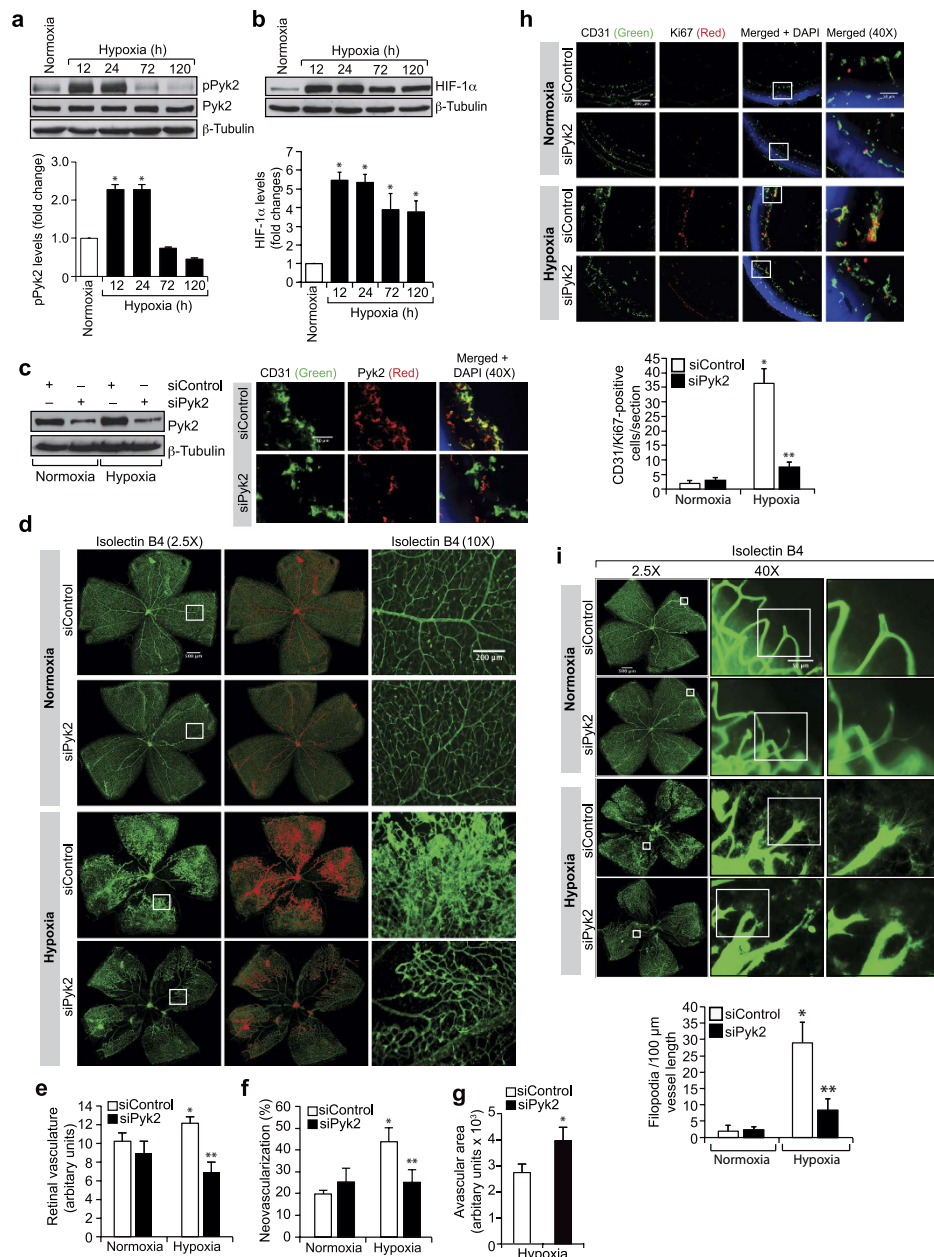 a
Normoxia
Hypoxia (h)
12 24 72 120
pPyk2
Pyk2
β-Tubulin
pPyk2 levels (fold change)
3.0
2.0
1.0
0
* *
Normoxia
12 24 72 120
Hypoxia (h)
b
Normoxia
Hypoxia (h)
12 24 72 120
HIF-1α
β-Tubulin
HIF-1α levels
(fold changes)
7
6
5
4
3
2
1
0
* * * *
Normoxia
12 24 72 120
Hypoxia (h)
c
+ – + – siControl
– + – + siPyk2
Pyk2
β-Tubulin
Normoxia Hypoxia
CD31 (Green) Pyk2 (Red) Merged +
DAPI (40X)
siControl
siPyk2
d
Isolectin B4 (2.5X) Isolectin B4 (10X)
Normoxia
siControl
500 µm
200 µm
siPyk2
Hypoxia
siControl
siPyk2
e
Retinal vasculature
(arbitary units)
14
12
10
8
6
4
2
0
siControl
siPyk2
* **
Normoxia Hypoxia
f
Neovascularization (%)
60
50
40
30
20
10
0
siControl
siPyk2
* **
Normoxia Hypoxia
g
Avascular area
(arbitary units x 10³)
5
4
3
2
1
0
siControl
siPyk2
*
Hypoxia
h
CD31 (Green) Ki67 (Red) Merged + DAPI Merged (40X)
Normoxia
siControl
siPyk2
Hypoxia
siControl
siPyk2
CD31/Ki67-positive
cells/section
45
40
35
30
25
20
15
10
5
0
siControl
siPyk2
* **
Normoxia Hypoxia
i
Isolectin B4
2.5X 40X
Normoxia
siControl
500 µm
siPyk2
Hypoxia
siControl
siPyk2
Filopodia /100 µm
vessel length
40
35
30
25
20
15
10
5
0
siControl
siPyk2
* **
Normoxia Hypoxia